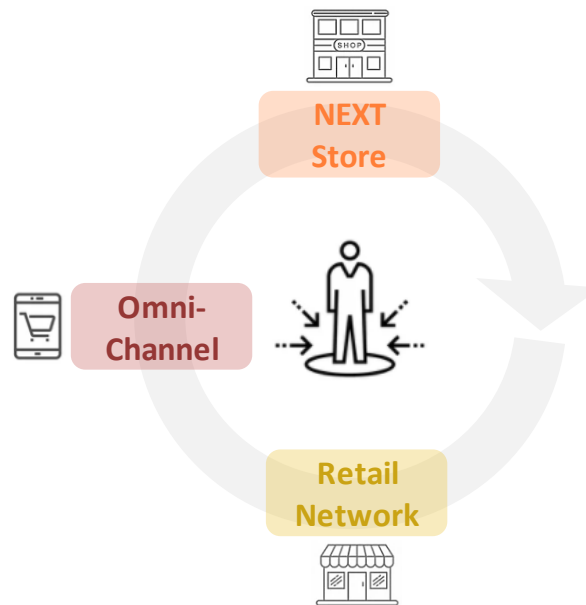 SHOP
NEXT
Store
Omni-
Channel
Retail
Network